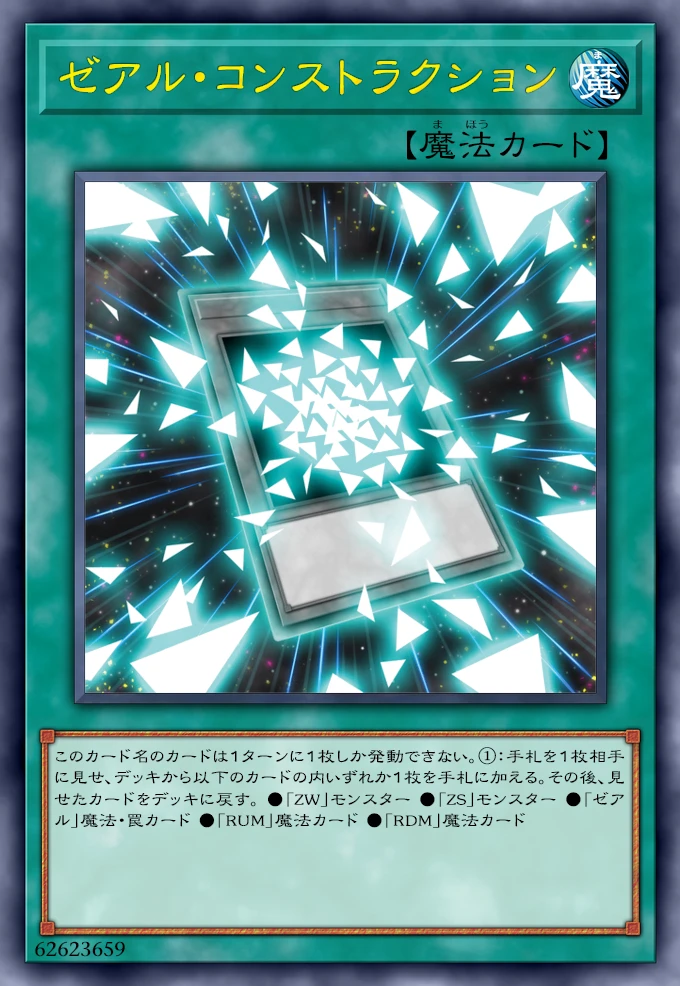 ゼアル・コンストラクション
ま
魔
ま ほう
【魔法カード】
このカード名のカードは1ターンに1枚しか発動できない。①:手札を1枚相手
に見せ、デッキから以下のカードの内いずれか1枚を手札に加える。その後、見
せたカードをデッキに戻す。 ●「ZW」モンスター ●「ZS」モンスター ●「ゼア
ル」魔法・罠カード ●「RUM」魔法カード ●「RDM」魔法カード
62623659